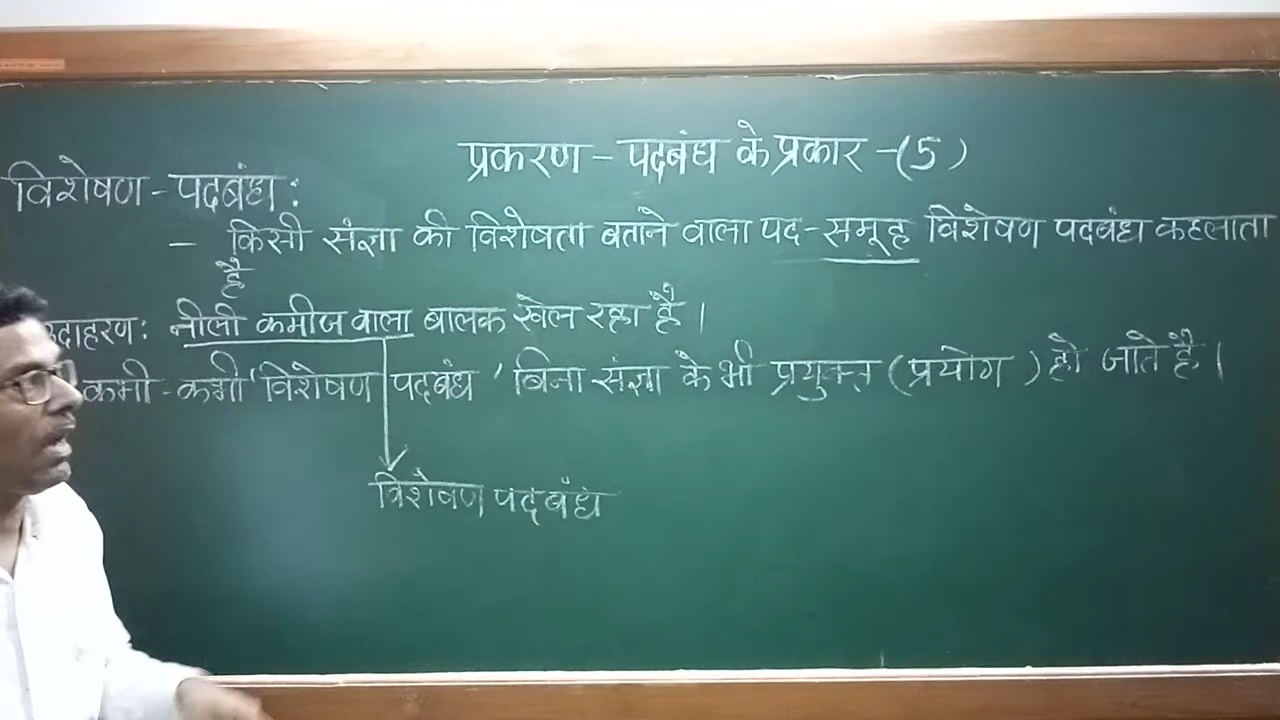 प्रकरण - पदबंध के प्रकार -(5)
विशेषण - पदबंध :
- किसी संज्ञा की विशेषता बताने वाला पद-समूह विशेषण पदबंध कहलाता
है
उदाहरण: नीली कमीज वाला बालक खेल रहा है ।
कभी-कभी 'विशेषण पदबंध ' बिना संज्ञा के भी प्रयुक्त (प्रयोग ) हो जाते है ।
विशेषण पदबंध